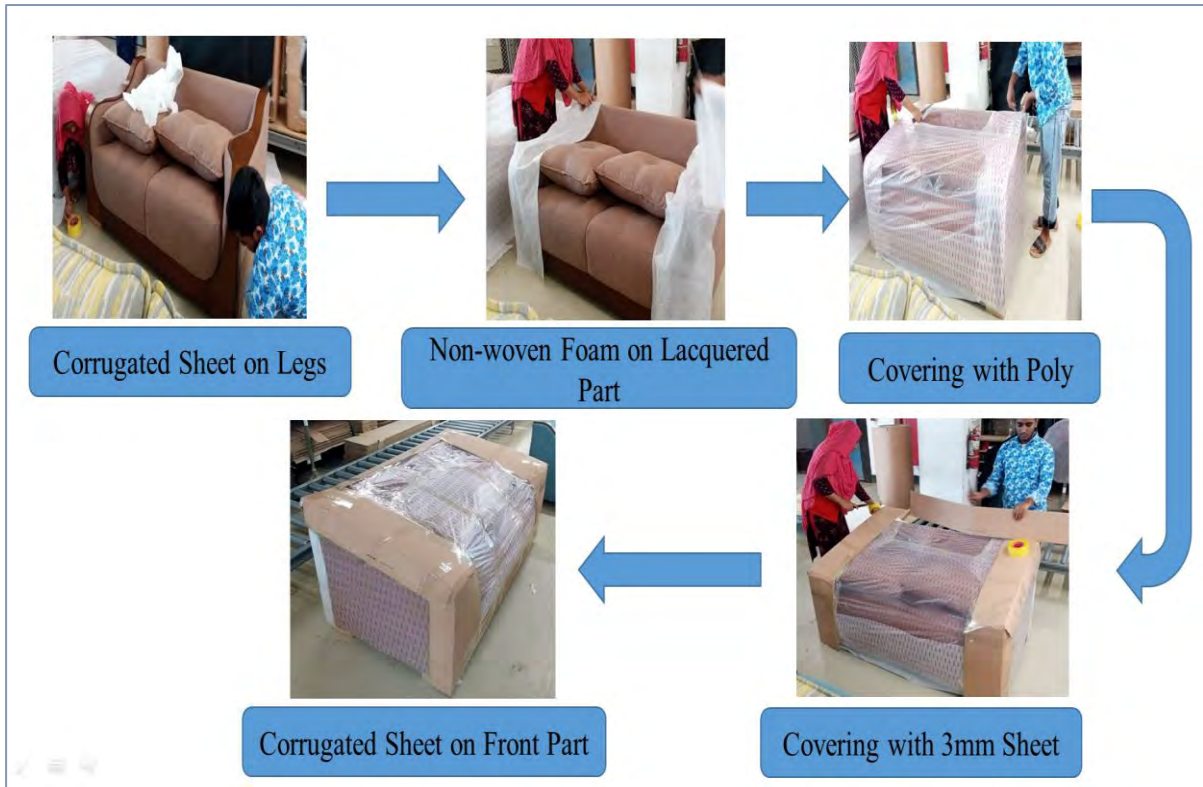 Corrugated Sheet on Legs
Non-woven Foam on Lacquered
Part
Covering with Poly
Covering with 3mm Sheet
Corrugated Sheet on Front Part